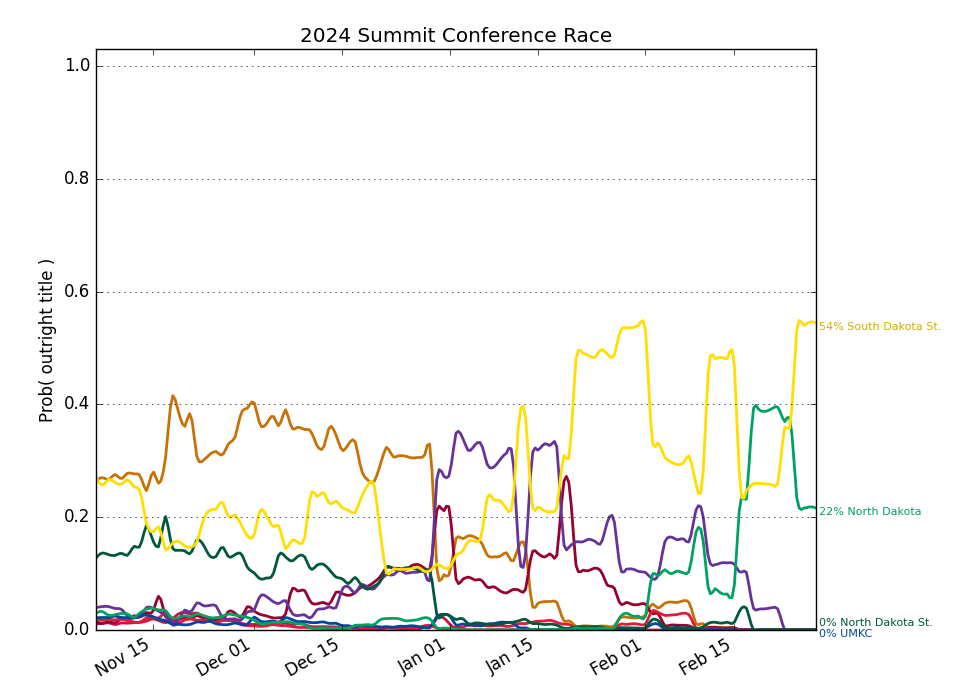 2024 Summit Conference Race
1.0
0.8
0.6
0.4
0.2
0.0
Prob( outright title )
Nov 15
Dec 01
Dec 15
Jan 01
Jan 15
Feb 01
Feb 15
54% South Dakota St.
22% North Dakota
0% North Dakota St.
0% UMKC